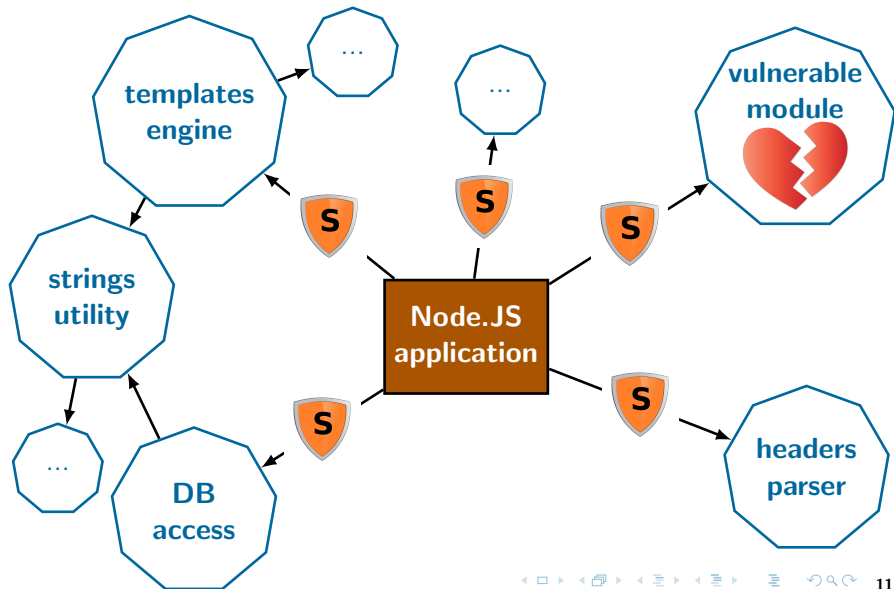 ...
templates
engine
...
vulnerable
module
S
S
S
strings
utility
Node.JS
application
S
S
...
DB
access
headers
parser
11